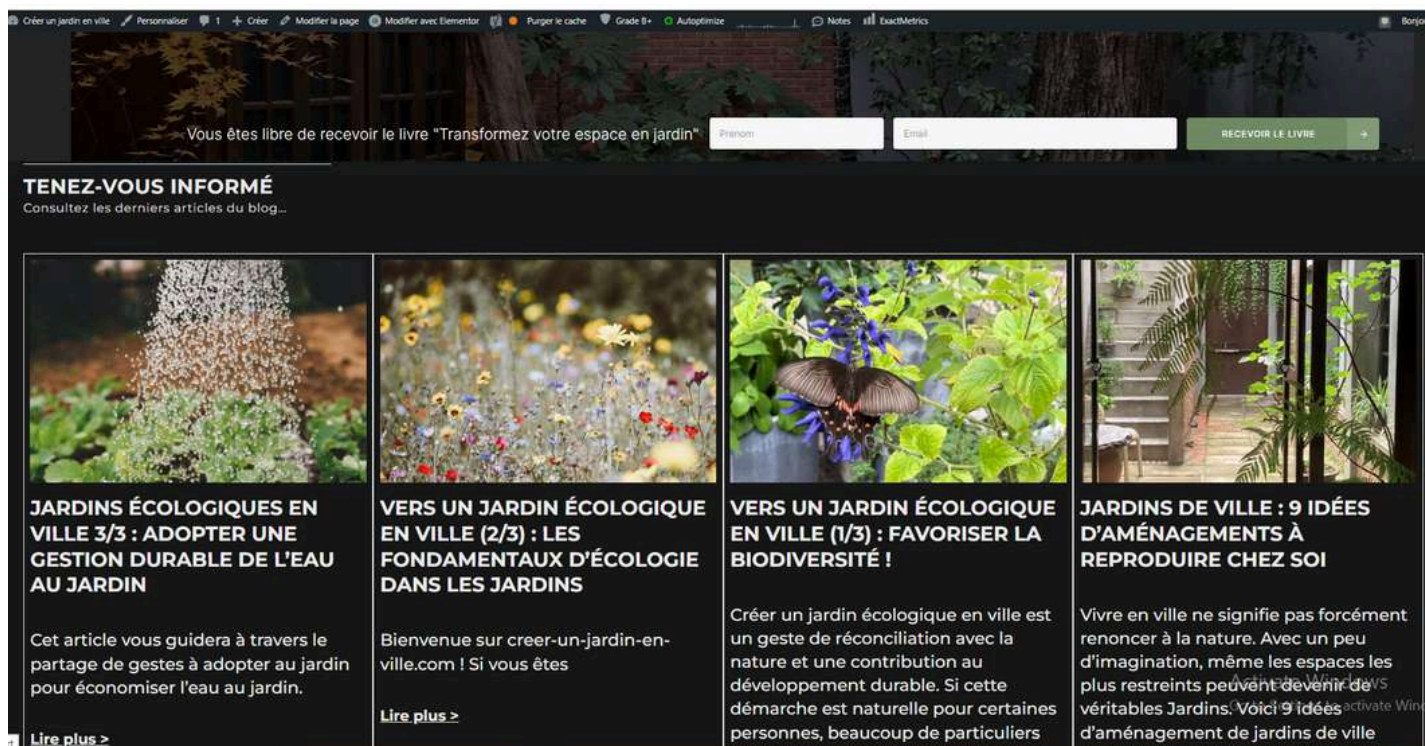 Créer un jardin en ville Personnaliser 1 + Créer Modifier la page Modifier avec Elementor Purger le cache Grade B+ Autoptimize Notes ExactMetrics Bonjo
Vous êtes libre de recevoir le livre "Transformez votre espace en jardin" Prenom Email RECEVOIR LE LIVRE →
TENEZ-VOUS INFORMÉ
Consultez les derniers articles du blog...
JARDINS ÉCOLOGIQUES EN
VILLE 3/3 : ADOPTER UNE
GESTION DURABLE DE L'EAU
AU JARDIN
Cet article vous guidera à travers le
partage de gestes à adopter au jardin
pour économiser l'eau au jardin.
Lire plus >
VERS UN JARDIN ÉCOLOGIQUE
EN VILLE (2/3) : LES
FONDAMENTAUX D'ÉCOLOGIE
DANS LES JARDINS
Bienvenue sur creer-un-jardin-en-
ville.com ! Si vous êtes
Lire plus >
VERS UN JARDIN ÉCOLOGIQUE
EN VILLE (1/3) : FAVORISER LA
BIODIVERSITÉ !
Créer un jardin écologique en ville est
un geste de réconciliation avec la
nature et une contribution au
développement durable. Si cette
démarche est naturelle pour certaines
personnes, beaucoup de particuliers
JARDINS DE VILLE : 9 IDÉES
D'AMÉNAGEMENTS À
REPRODUIRE CHEZ SOI
Vivre en ville ne signifie pas forcément
renoncer à la nature. Avec un peu
d'imagination, même les espaces les
plus restreints peuvent devenir de
véritables Jardins. Voici 9 idées
d'aménagement de jardins de ville
Activate Windows
activate Win